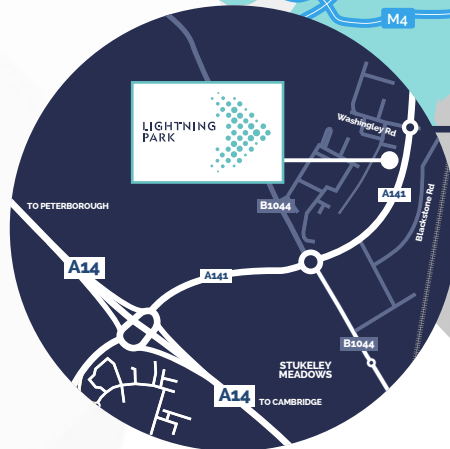 M4
LIGHTNING
PARK
Washingley Rd
TO PETERBOROUGH
B1044
A141
Blackstone Rd
A14
A141
B1044
STUKELEY
MEADOWS
A14
TO CAMBRIDGE